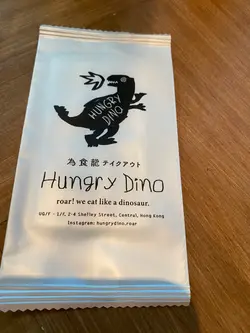 HUNGRY
DINO
為食龍 テイクアウト
Hungry Dino
roar! we eat like a dinosaur.
UG/F - 1/F, 2-4 Shelley Street, Central, Hong Kong
Instagram: hungrydino.roar